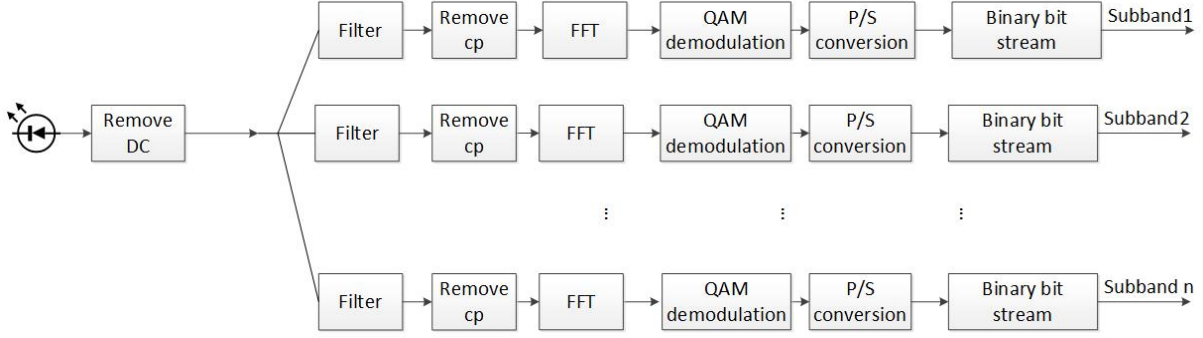 Filter
Remove
cp
FFT
QAM
demodulation
P/S
conversion
Binary bit
stream
Subband1
Remove
DC
Filter
Remove
cp
FFT
QAM
demodulation
P/S
conversion
Binary bit
stream
Subband2
Filter
Remove
cp
FFT
QAM
demodulation
P/S
conversion
Binary bit
stream
Subband n